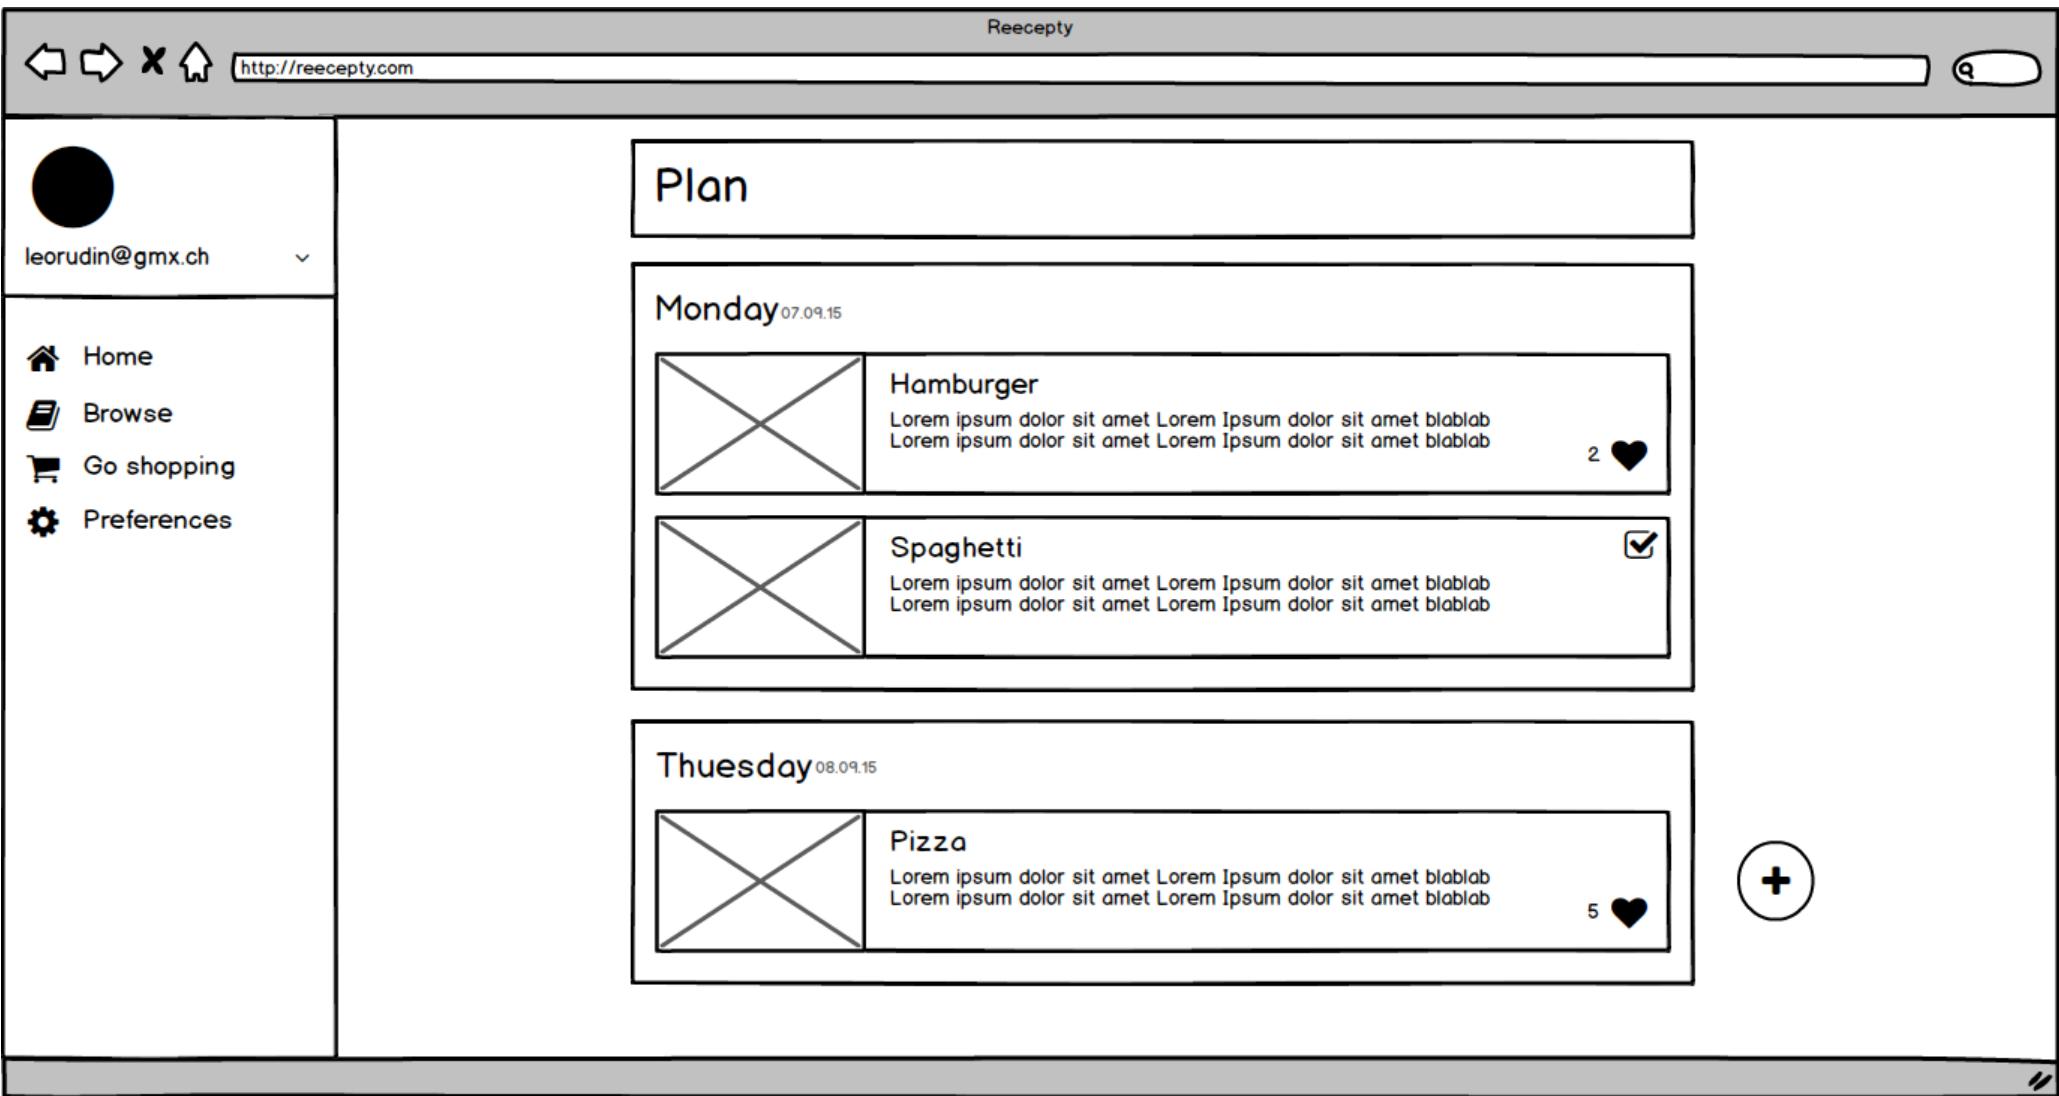 Reecepty
http://reecepty.com
leorudin@gmx.ch
Home
Browse
Go shopping
Preferences
Plan
Monday 07.09.15
Hamburger
Lorem ipsum dolor sit amet Lorem Ipsum dolor sit amet blablab
Lorem ipsum dolor sit amet Lorem Ipsum dolor sit amet blablab
2
Spaghetti
Lorem ipsum dolor sit amet Lorem Ipsum dolor sit amet blablab
Lorem ipsum dolor sit amet Lorem Ipsum dolor sit amet blablab
Thuesday 08.09.15
Pizza
Lorem ipsum dolor sit amet Lorem Ipsum dolor sit amet blablab
Lorem ipsum dolor sit amet Lorem Ipsum dolor sit amet blablab
5